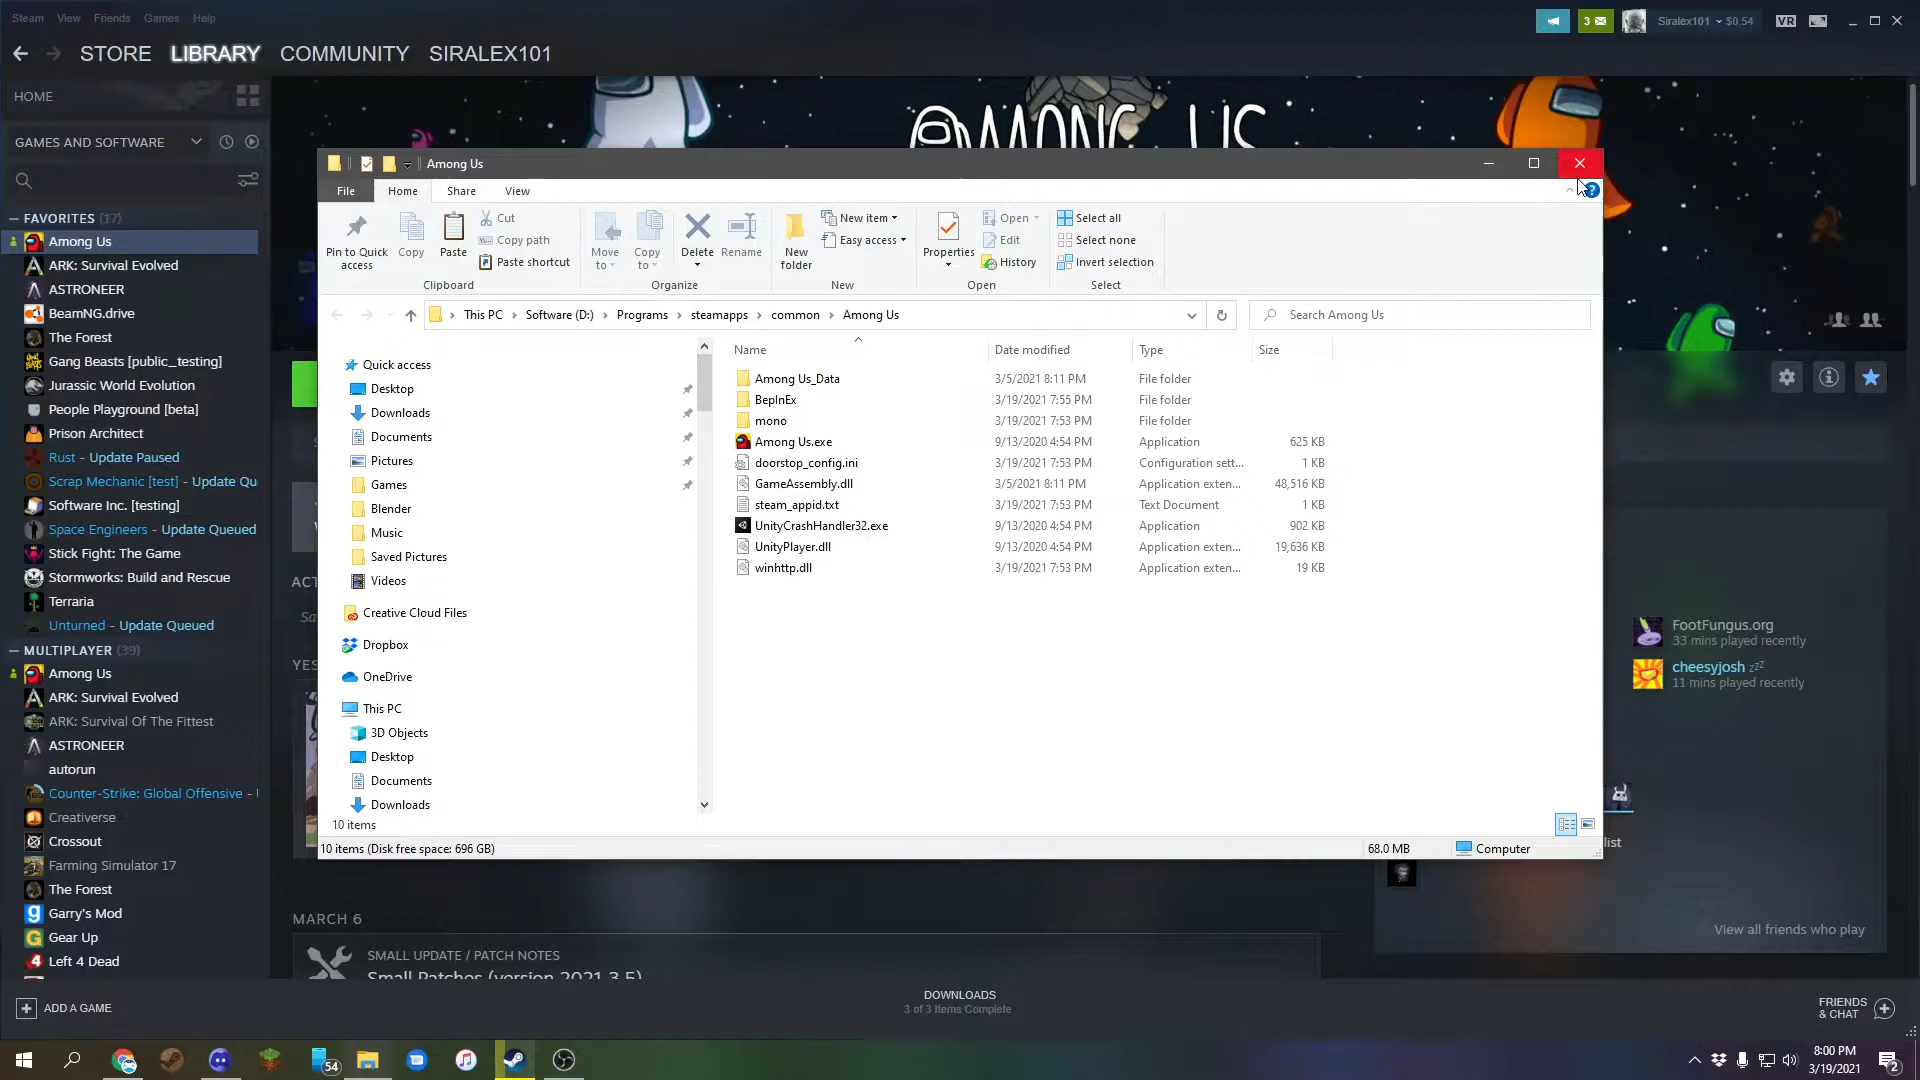 Steam View Friends Games Help
3 Siralex101 $0.54 VR
STORE LIBRARY COMMUNITY SIRALEX101
HOME
GAMES AND SOFTWARE
FAVORITES (17)
Among Us
ARK: Survival Evolved
ASTRONEER
BeamNG.drive
The Forest
Gang Beasts [public_testing]
Jurassic World Evolution
People Playground [beta]
Prison Architect
Rust - Update Paused
Scrap Mechanic [test] - Update Qu
Software Inc. [testing]
Space Engineers - Update Queued
Stick Fight: The Game
Stormworks: Build and Rescue
Terraria
Unturned - Update Queued
MULTIPLAYER (39)
Among Us
ARK: Survival Evolved
ARK: Survival Of The Fittest
ASTRONEER
autorun
Counter-Strike: Global Offensive -
Creativerse
Crossout
Farming Simulator 17
The Forest
Garry's Mod
Gear Up
Left 4 Dead
ADD A GAME
AMONG US
Among Us
File Home Share View
Pin to Quick access
Copy
Paste
Cut
Copy path
Paste shortcut
Clipboard
Move to
Copy to
Delete
Rename
Organize
New folder
New item
Easy access
New
Properties
Open
Edit
History
Open
Select all
Select none
Invert selection
Select
This PC > Software (D:) > Programs > steamapps > common > Among Us
Search Among Us
Quick access
Desktop
Downloads
Documents
Pictures
Games
Blender
Music
Saved Pictures
Videos
Creative Cloud Files
Dropbox
OneDrive
This PC
3D Objects
Desktop
Documents
Downloads
Name Date modified Type Size
Among Us_Data 3/5/2021 8:11 PM File folder
BepInEx 3/19/2021 7:55 PM File folder
mono 3/19/2021 7:53 PM File folder
Among Us.exe 9/13/2020 4:54 PM Application 625 KB
doorstop_config.ini 3/19/2021 7:53 PM Configuration sett... 1 KB
GameAssembly.dll 3/5/2021 8:11 PM Application exten... 48,516 KB
steam_appid.txt 3/19/2021 7:53 PM Text Document 1 KB
UnityCrashHandler32.exe 9/13/2020 4:54 PM Application 902 KB
UnityPlayer.dll 9/13/2020 4:54 PM Application exten... 19,636 KB
winhttp.dll 3/19/2021 7:53 PM Application exten... 19 KB
10 items
10 items (Disk free space: 696 GB) 68.0 MB Computer
ACT
YES
FootFungus.org
33 mins played recently
cheesyjosh zzZ
11 mins played recently
list
View all friends who play
MARCH 6
SMALL UPDATE / PATCH NOTES
Small Patches (version 2021.3.5)
DOWNLOADS
3 of 3 Items Complete
FRIENDS
& CHAT
54
8:00 PM
3/19/2021
2